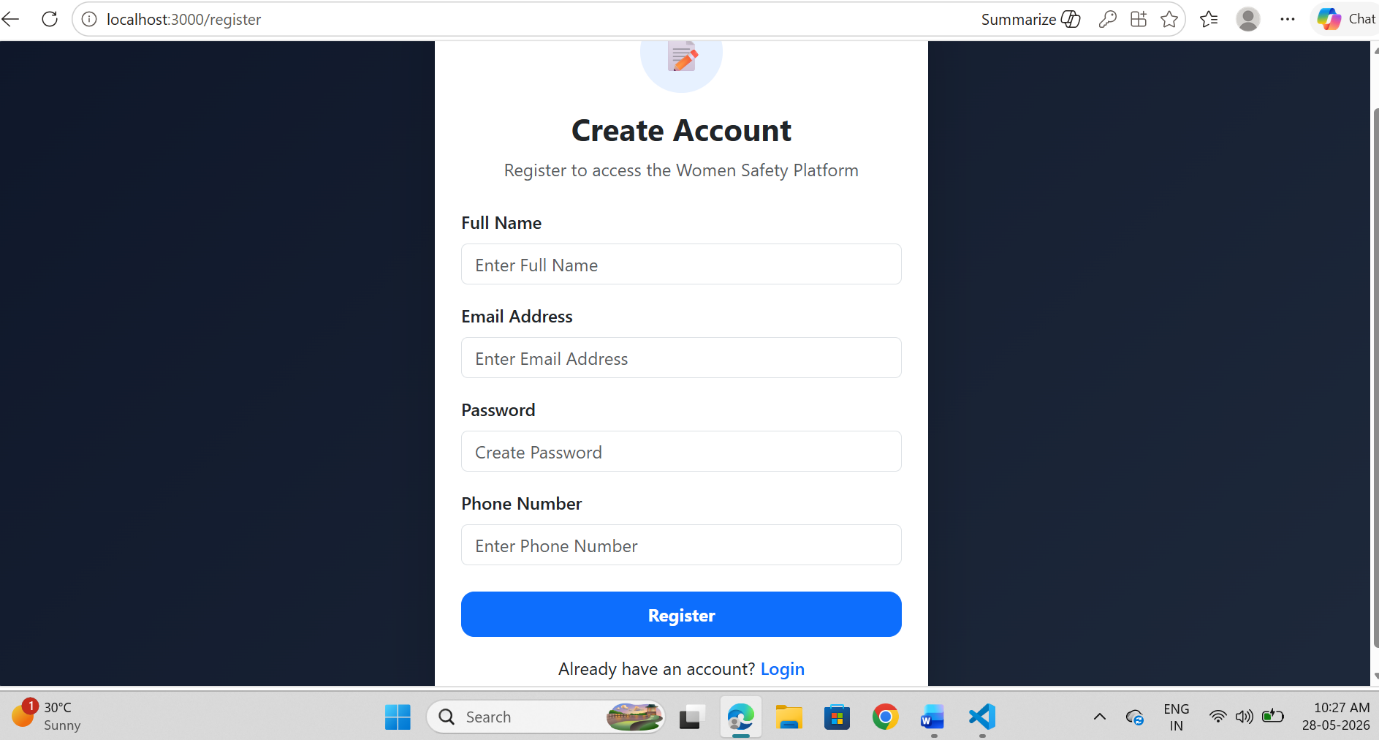 localhost:3000/register
Summarize
Chat
Create Account
Register to access the Women Safety Platform
Full Name
Enter Full Name
Email Address
Enter Email Address
Password
Create Password
Phone Number
Enter Phone Number
Register
Already have an account? Login
1
30°C
Sunny
Search
W
ENG
IN
10:27 AM
28-05-2026